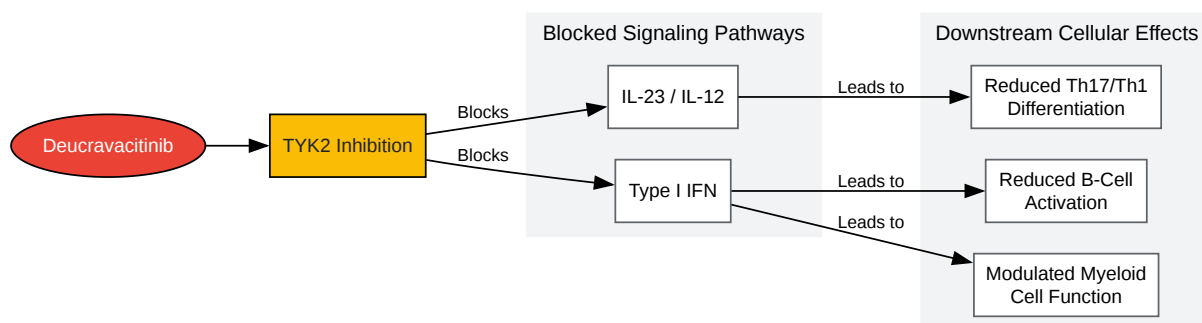 Blocked Signaling Pathways
Downstream Cellular Effects
Deucravacitinib
TYK2 Inhibition
Blocks
Blocks
IL-23 / IL-12
Type I IFN
Leads to
Leads to
Leads to
Reduced Th17/Th1
Differentiation
Reduced B-Cell
Activation
Modulated Myeloid
Cell Function